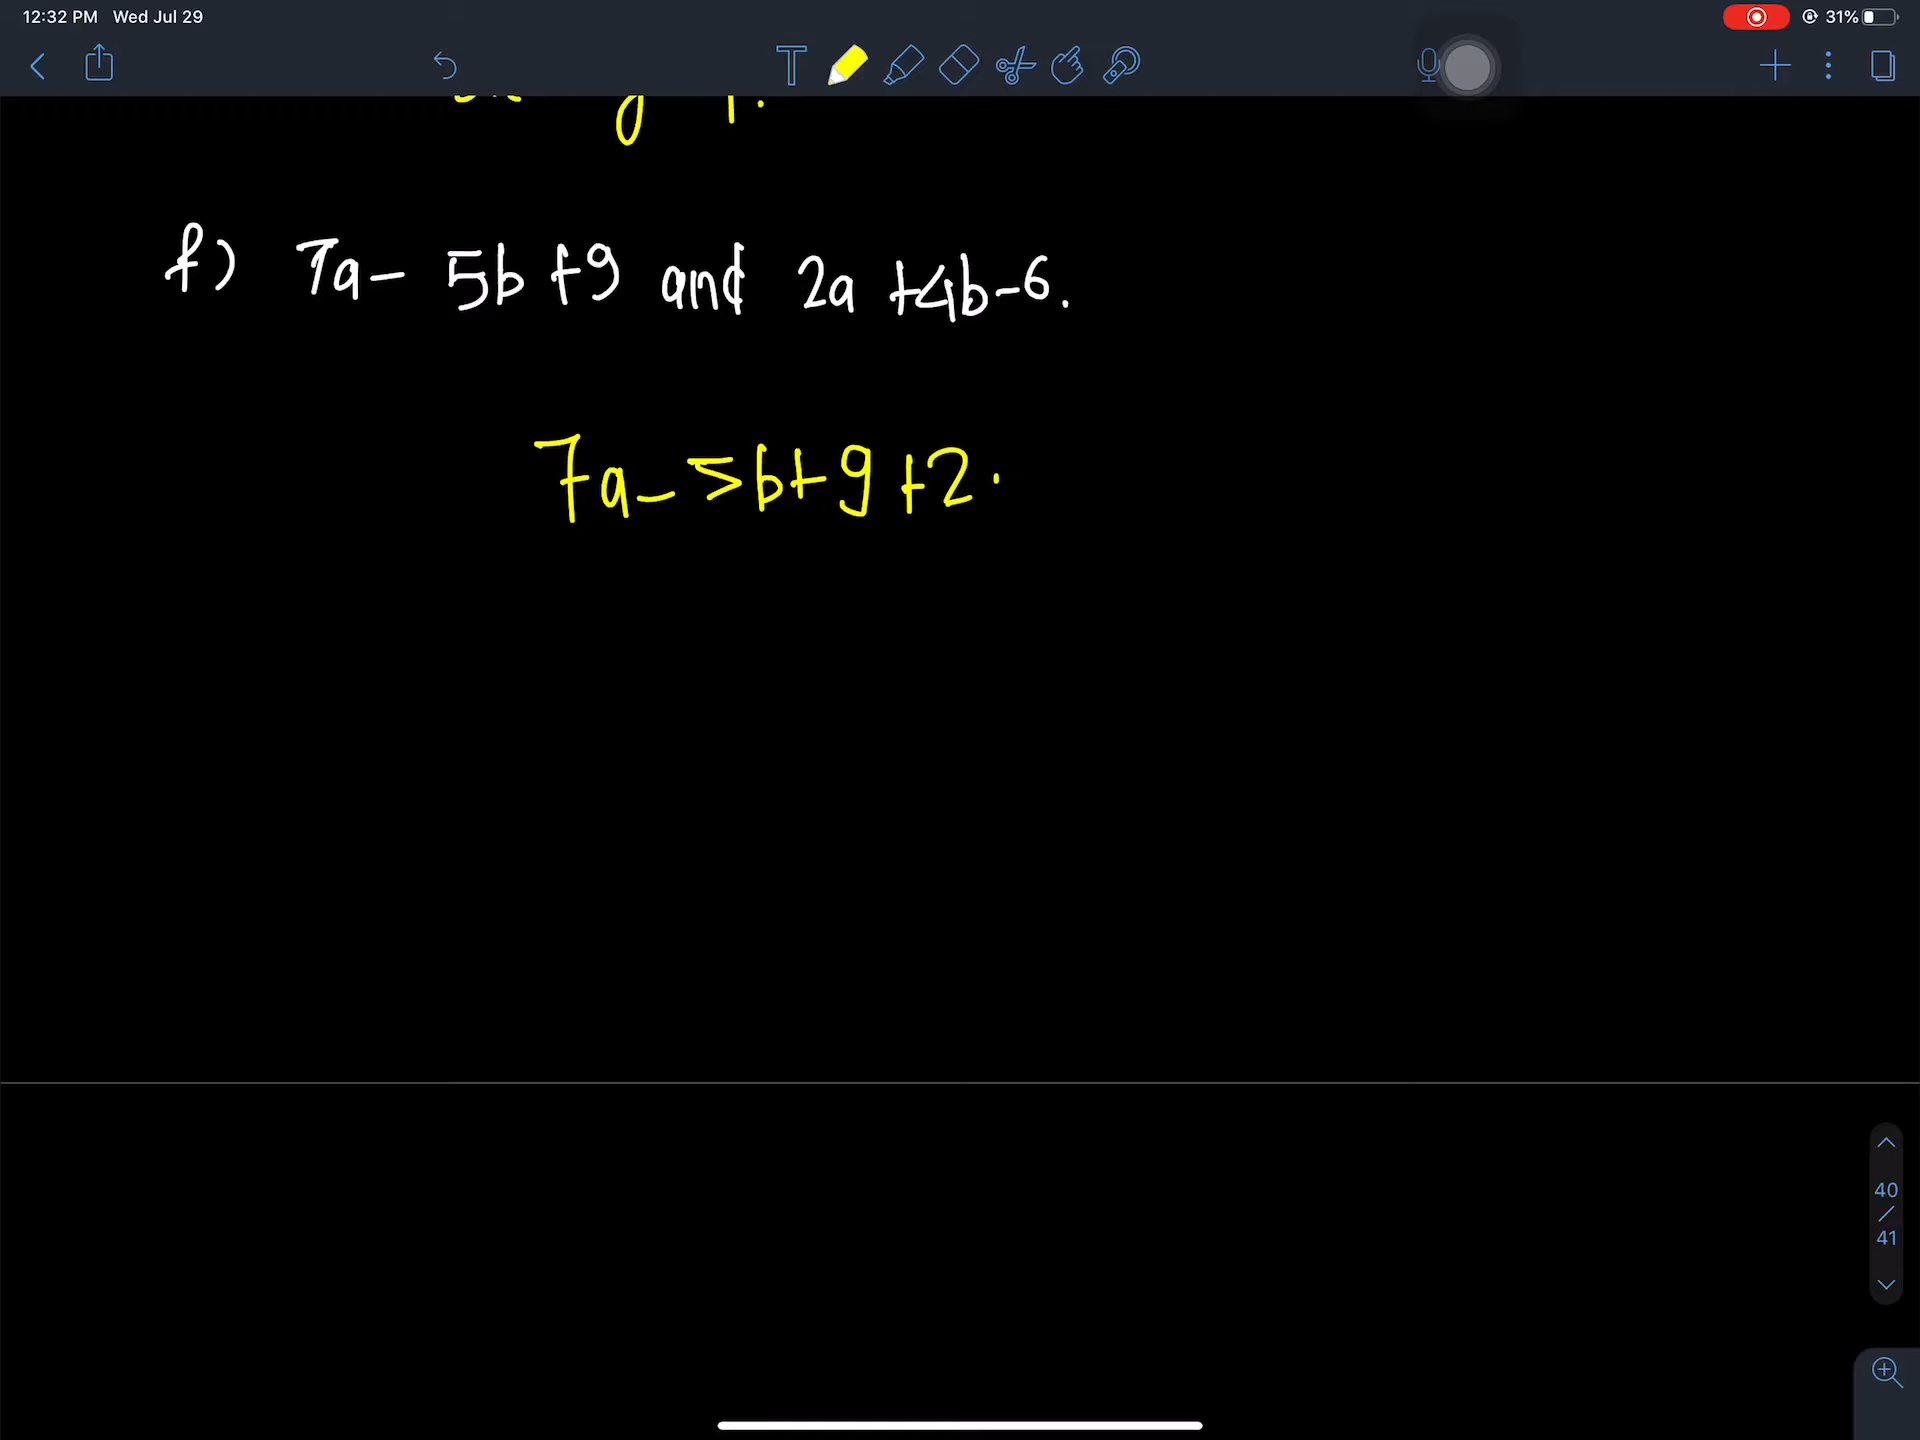 12:32 PM Wed Jul 29
31%
f) 7a - 5b + 9 and 2a + 4b - 6.
7a - 5b + 9 + 2
40
/
41